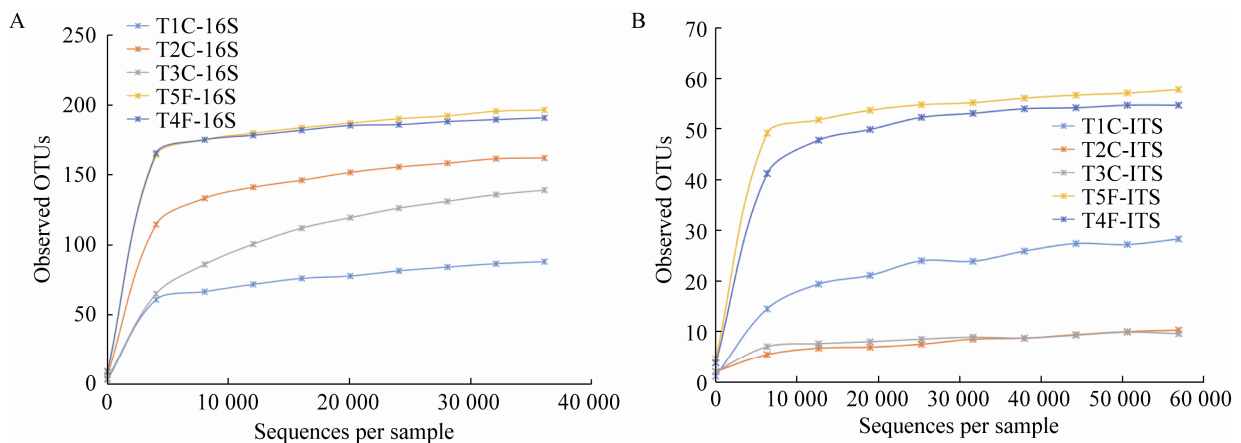 A
Observed OTUs
250
200
150
100
50
0
T1C-16S
T2C-16S
T3C-16S
T5F-16S
T4F-16S
0 10 000 20 000 30 000 40 000
Sequences per sample
B
Observed OTUs
70
60
50
40
30
20
10
0
T1C-ITS
T2C-ITS
T3C-ITS
T5F-ITS
T4F-ITS
0 10 000 20 000 30 000 40 000 50 000 60 000
Sequences per sample